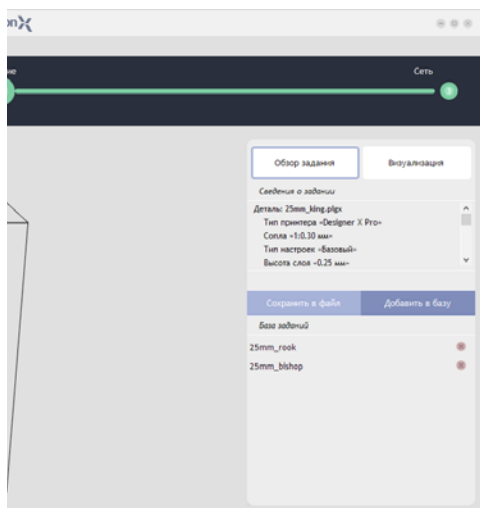 onX
ие
Сеть
Обзор задания
Визуализация
Сведения о задании
Деталь: 25mm_king.plgx
Тип принтера «Designer X Pro»
Сопла «1:0.30 мм»
Тип настроек «Базовый»
Высота слоя «0.25 мм»
Сохранить в файл
Добавить в базу
База заданий
25mm_rook
25mm_bishop